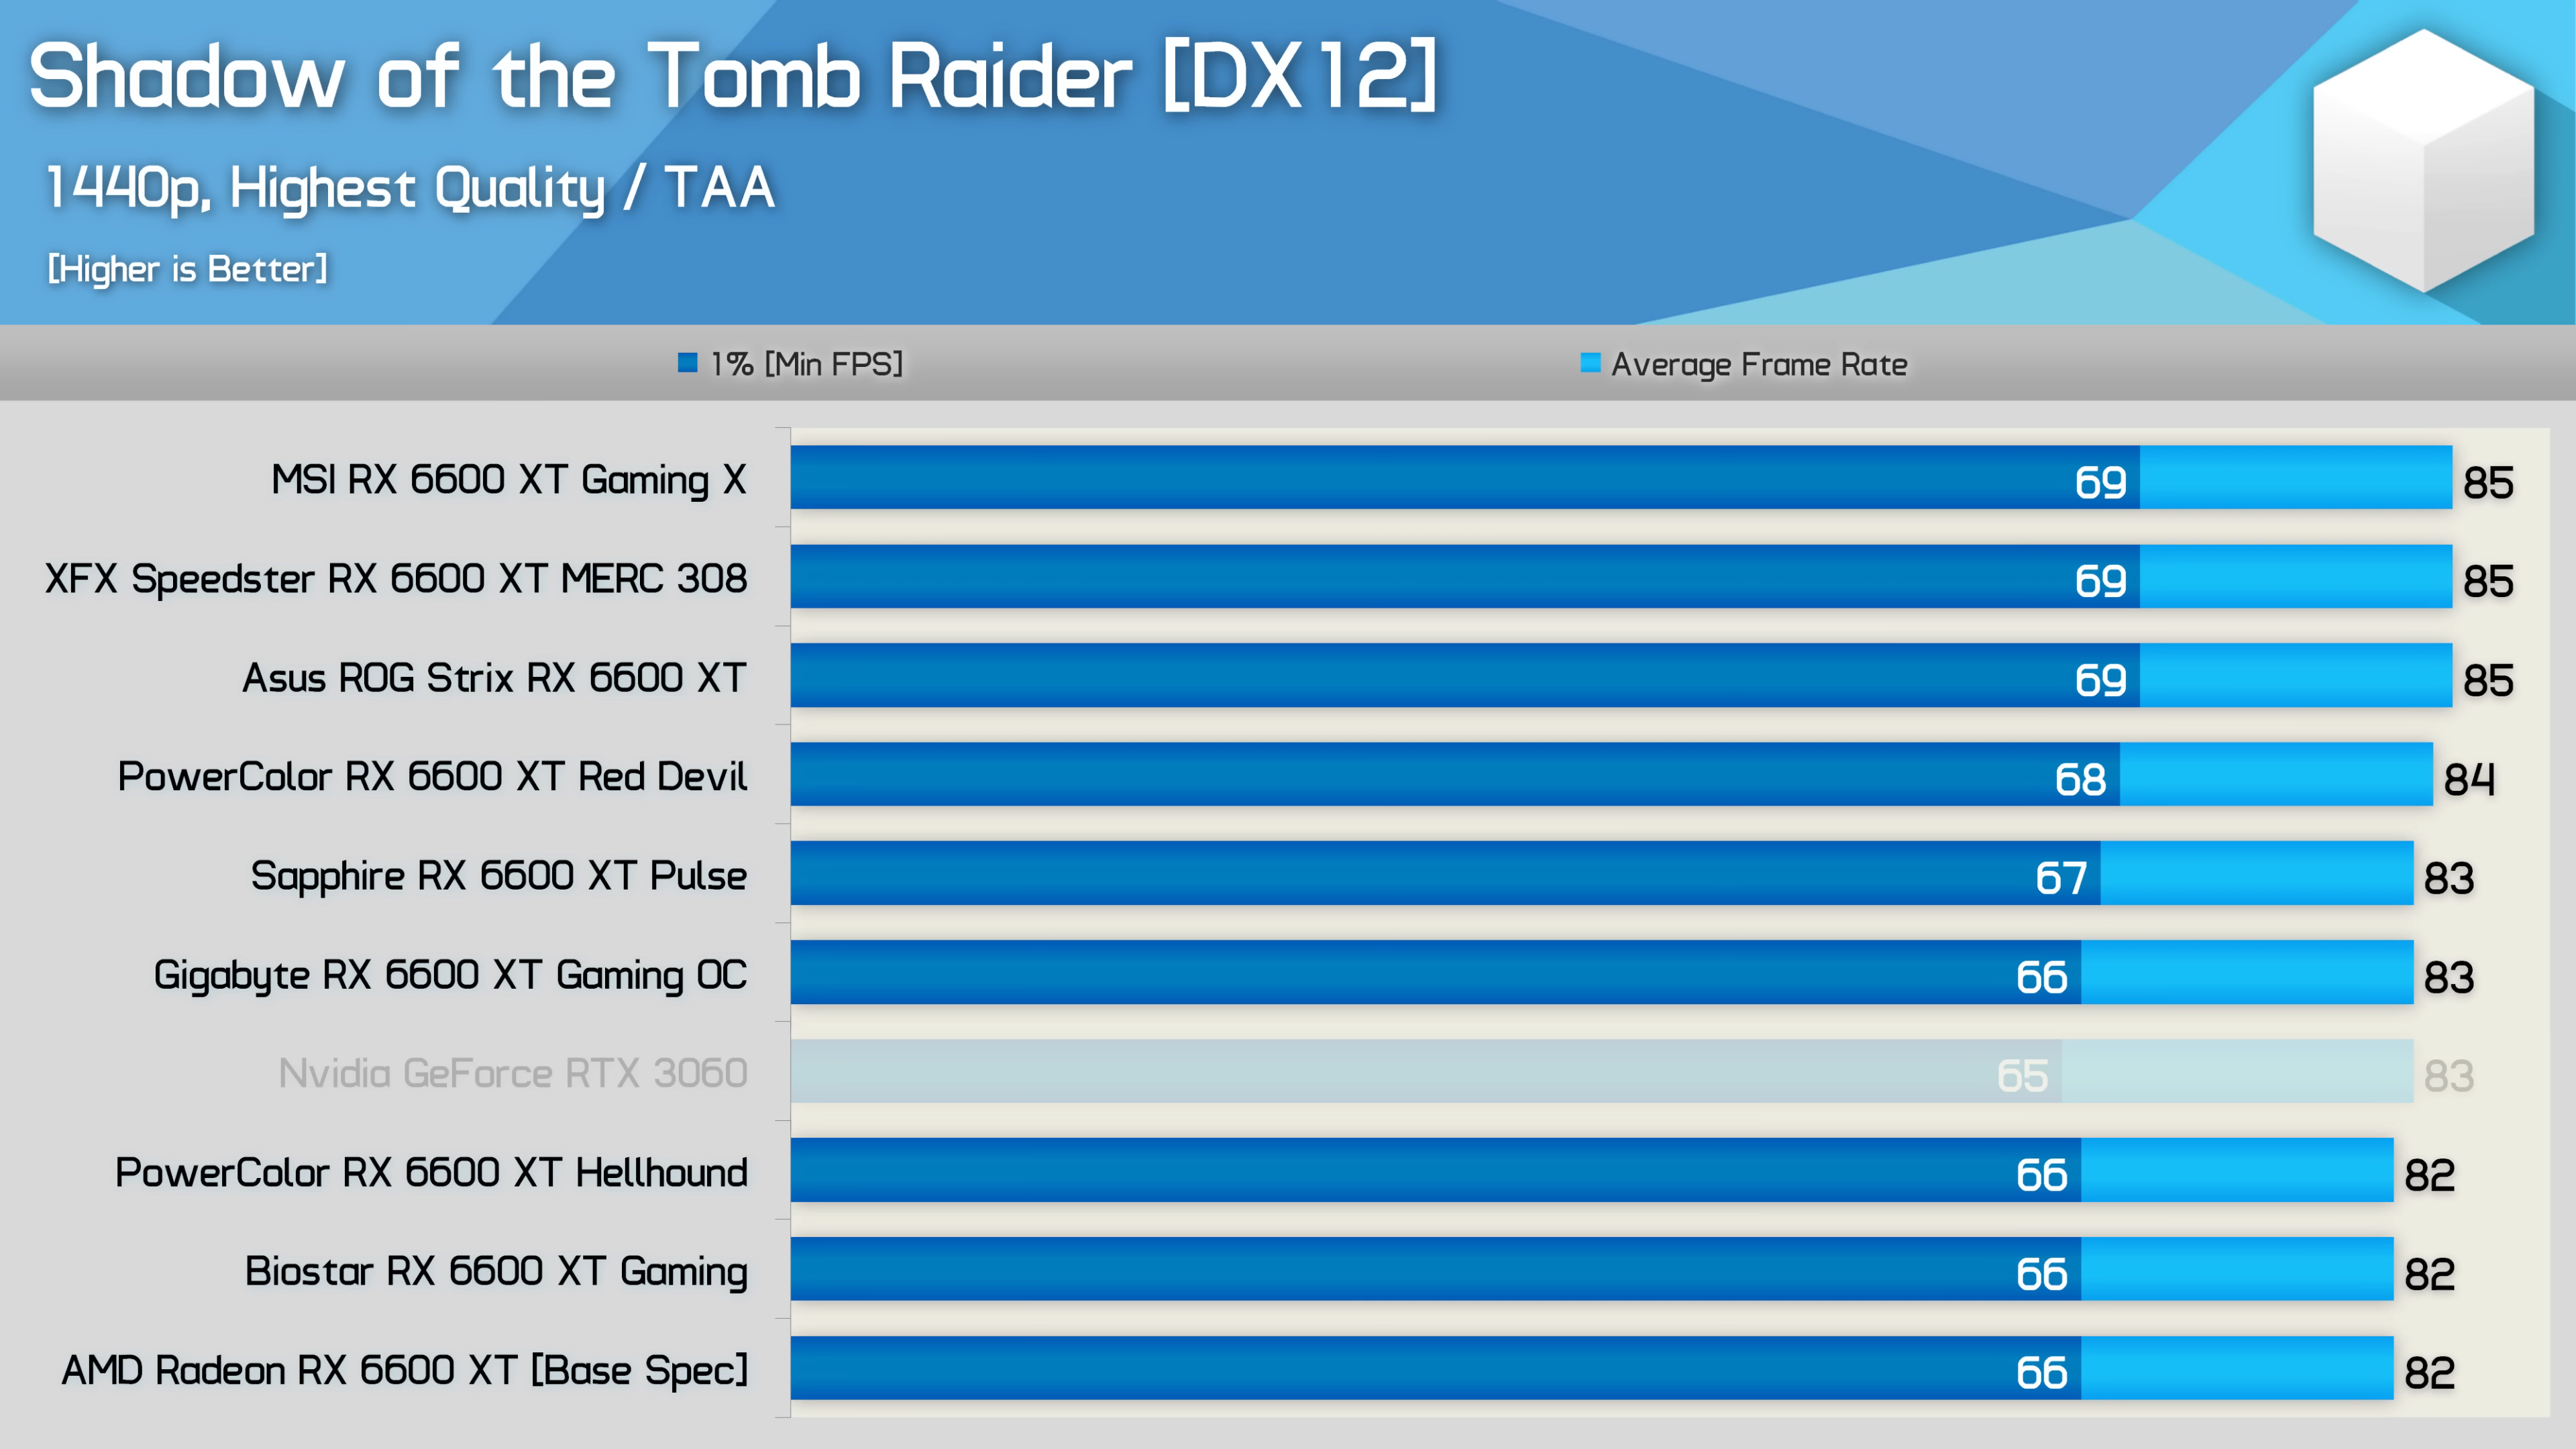 Shadow of the Tomb Raider [DX12]
1440p, Highest Quality / TAA
[Higher is Better]
1% [Min FPS] Average Frame Rate
MSI RX 6600 XT Gaming X 69 85
XFX Speedster RX 6600 XT MERC 308 69 85
Asus ROG Strix RX 6600 XT 69 85
PowerColor RX 6600 XT Red Devil 68 84
Sapphire RX 6600 XT Pulse 67 83
Gigabyte RX 6600 XT Gaming OC 66 83
Nvidia GeForce RTX 3060 65 83
PowerColor RX 6600 XT Hellhound 66 82
Biostar RX 6600 XT Gaming 66 82
AMD Radeon RX 6600 XT [Base Spec] 66 82